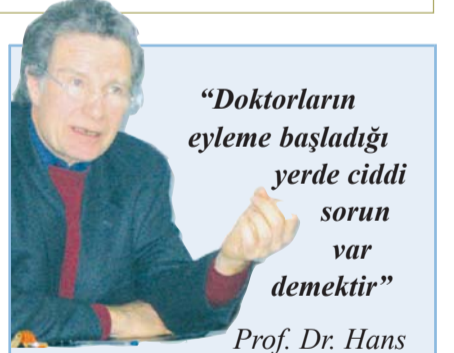 “Doktorların
eyleme başladığı
yerde ciddi
sorun
var
demektir”
Prof. Dr. Hans